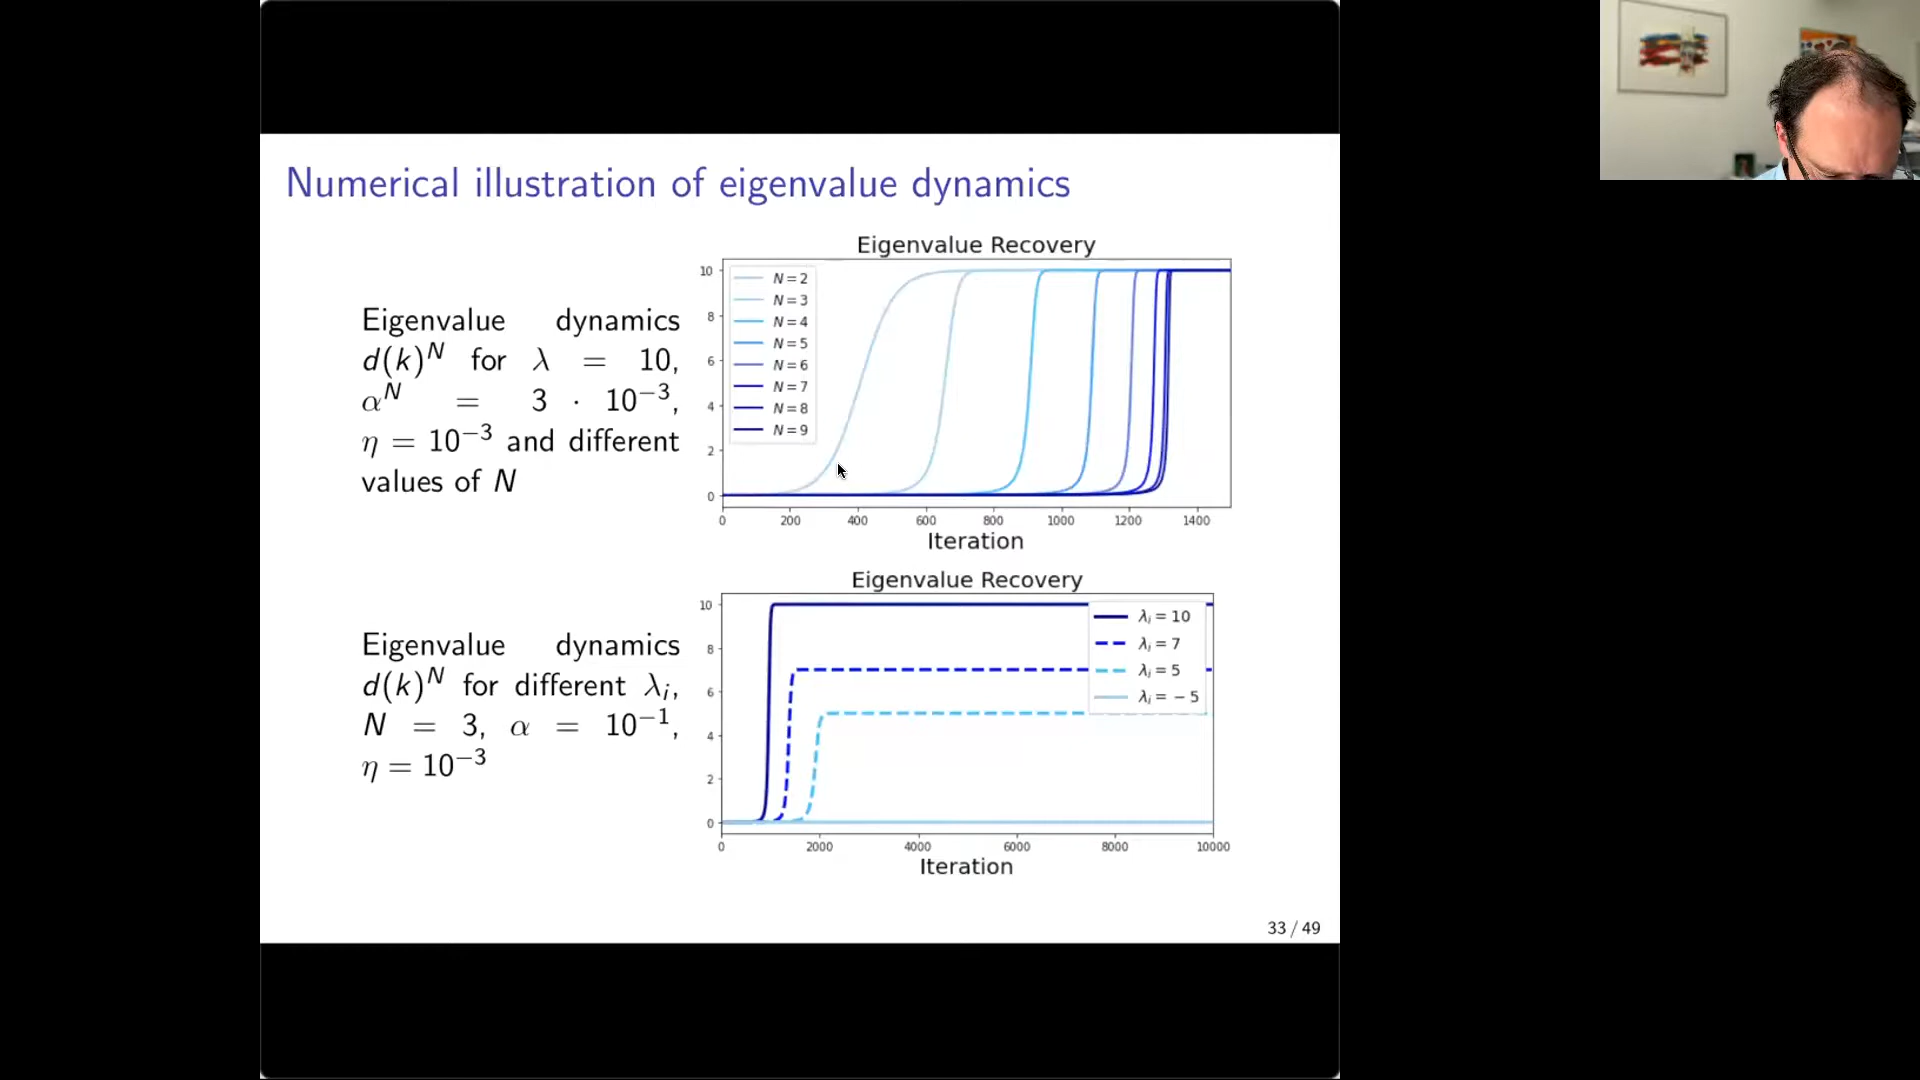 Numerical illustration of eigenvalue dynamics
Eigenvalue dynamics
d(k)^N for λ = 10,
α^N = 3 · 10^{−3},
η = 10^{−3} and different
values of N
Eigenvalue Recovery
10
8
6
4
2
0
N = 2
N = 3
N = 4
N = 5
N = 6
N = 7
N = 8
N = 9
0 200 400 600 800 1000 1200 1400
Iteration
Eigenvalue dynamics
d(k)^N for different λ_i,
N = 3, α = 10^{−1},
η = 10^{−3}
Eigenvalue Recovery
10
8
6
4
2
0
λ_i = 10
λ_i = 7
λ_i = 5
λ_i = − 5
0 2000 4000 6000 8000 10000
Iteration
33 / 49